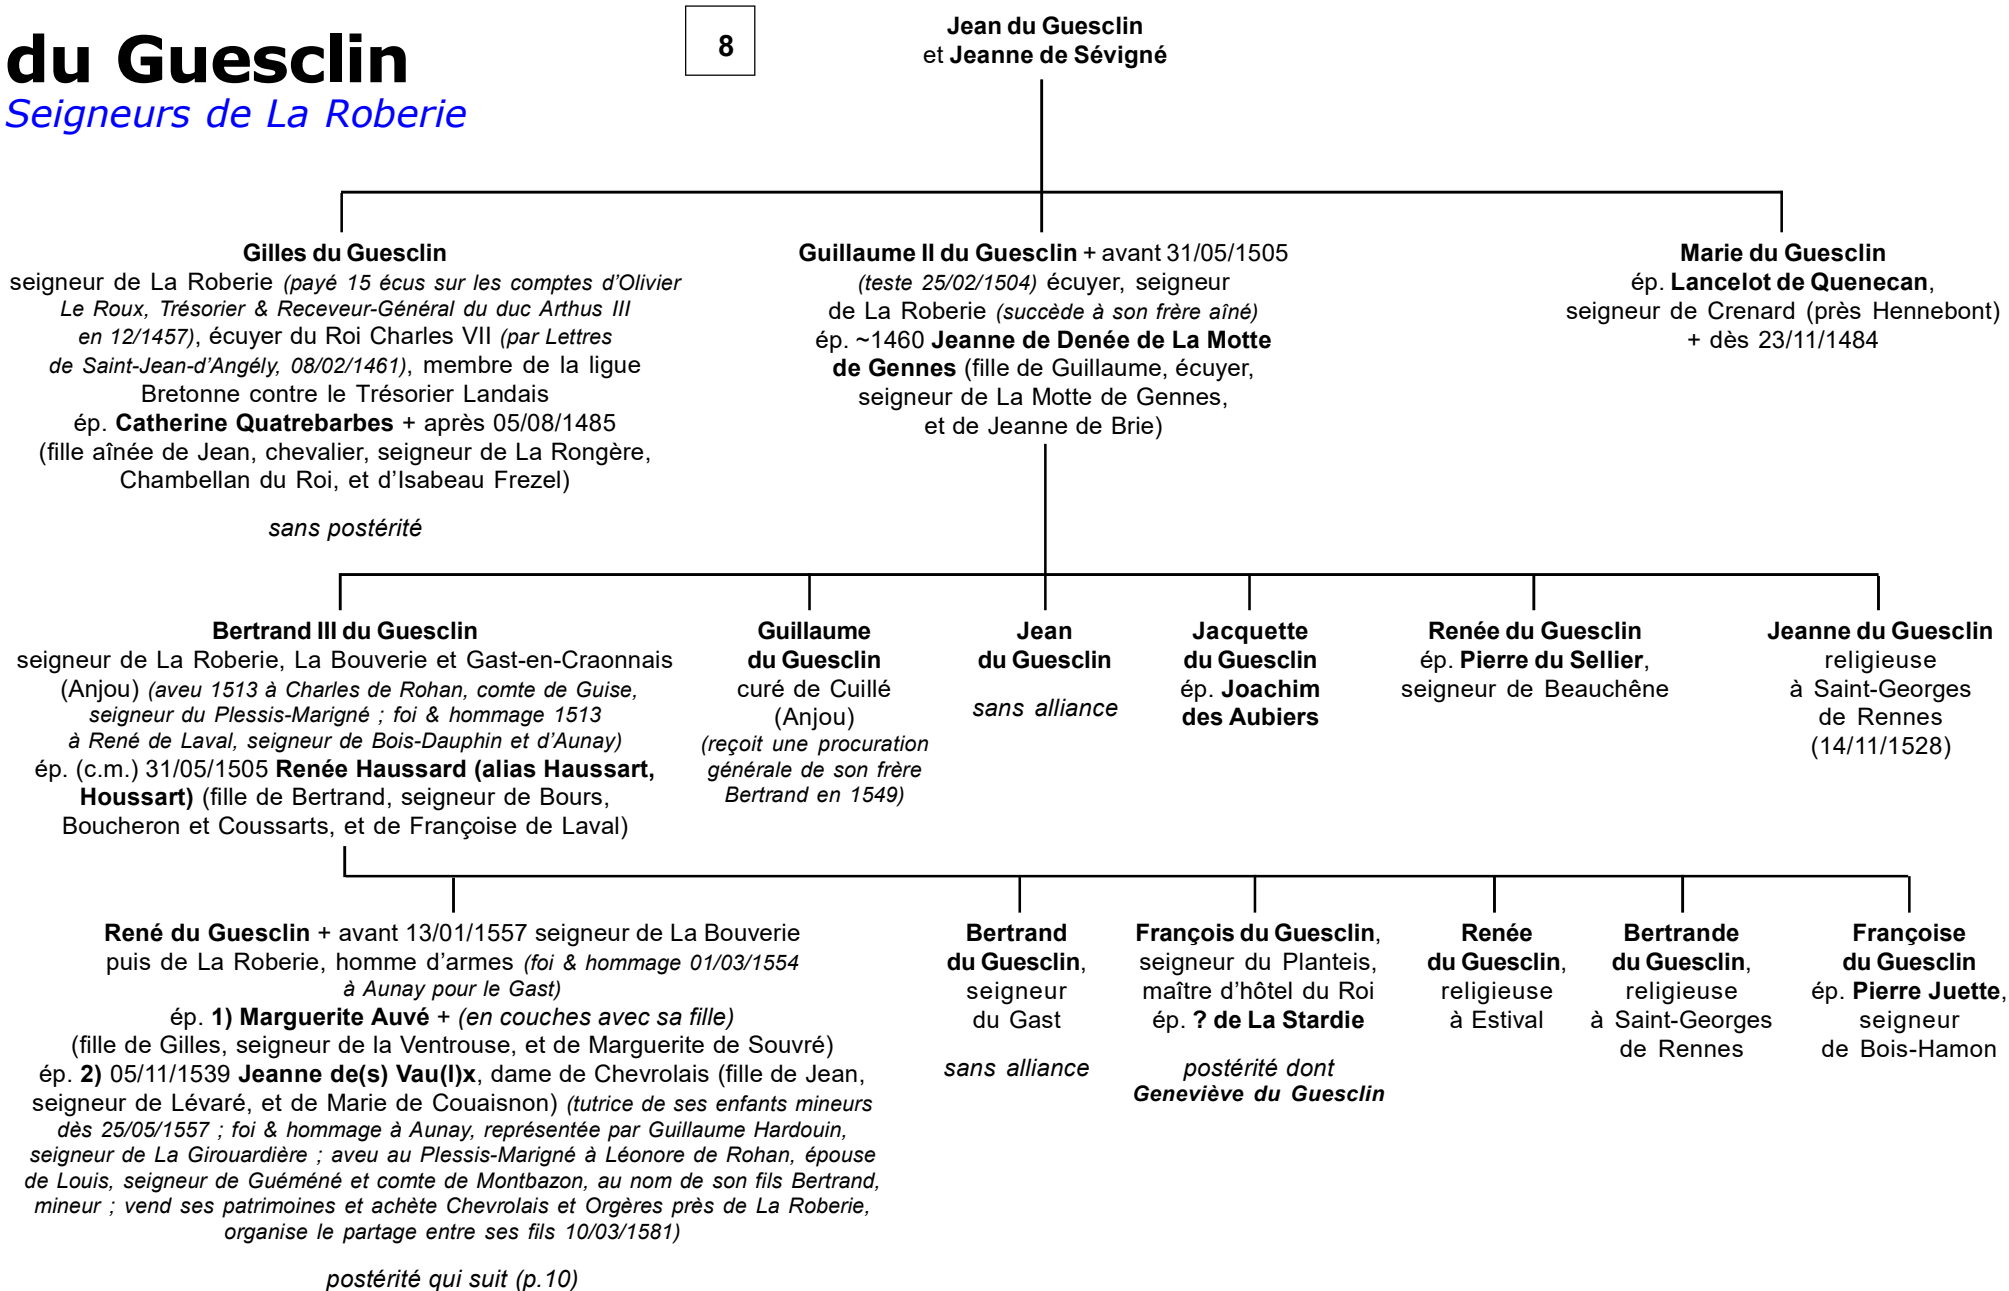 du Guesclin
Seigneurs de La Roberie
8
Jean du Guesclin
et Jeanne de Sévigné
Gilles du Guesclin
seigneur de La Roberie (payé 15 écus sur les comptes d’Olivier
Le Roux, Trésorier & Receveur-Général du duc Arthus III
en 12/1457), écuyer du Roi Charles VII (par Lettres
de Saint-Jean-d’Angély, 08/02/1461), membre de la ligue
Bretonne contre le Trésorier Landais
ép. Catherine Quatrebarbes + après 05/08/1485
(fille aînée de Jean, chevalier, seigneur de La Rongère,
Chambellan du Roi, et d’Isabeau Frezel)
sans postérité
Guillaume II du Guesclin + avant 31/05/1505
(teste 25/02/1504) écuyer, seigneur
de La Roberie (succède à son frère aîné)
ép. ~1460 Jeanne de Denée de La Motte
de Gennes (fille de Guillaume, écuyer,
seigneur de La Motte de Gennes,
et de Jeanne de Brie)
Marie du Guesclin
ép. Lancelot de Quenecan,
seigneur de Crenard (près Hennebont)
+ dès 23/11/1484
Bertrand III du Guesclin
seigneur de La Roberie, La Bouverie et Gast-en-Craonnais
(Anjou) (aveu 1513 à Charles de Rohan, comte de Guise,
seigneur du Plessis-Marigné ; foi & hommage 1513
à René de Laval, seigneur de Bois-Dauphin et d’Aunay)
ép. (c.m.) 31/05/1505 Renée Haussard (alias Haussart,
Houssart) (fille de Bertrand, seigneur de Bours,
Boucheron et Coussarts, et de Françoise de Laval)
Guillaume
du Guesclin
curé de Cuillé
(Anjou)
(reçoit une procuration
générale de son frère
Bertrand en 1549)
Jean
du Guesclin
sans alliance
Jacquette
du Guesclin
ép. Joachim
des Aubiers
Renée du Guesclin
ép. Pierre du Sellier,
seigneur de Beauchêne
Jeanne du Guesclin
religieuse
à Saint-Georges
de Rennes
(14/11/1528)
René du Guesclin + avant 13/01/1557 seigneur de La Bouverie
puis de La Roberie, homme d’armes (foi & hommage 01/03/1554
à Aunay pour le Gast)
ép. 1) Marguerite Auvé + (en couches avec sa fille)
(fille de Gilles, seigneur de la Ventrouse, et de Marguerite de Souvré)
ép. 2) 05/11/1539 Jeanne de(s) Vau(l)x, dame de Chevrolais (fille de Jean,
seigneur de Lévaré, et de Marie de Couaisnon) (tutrice de ses enfants mineurs
dès 25/05/1557 ; foi & hommage à Aunay, représentée par Guillaume Hardouin,
seigneur de La Girouardière ; aveu au Plessis-Marigné à Léonore de Rohan, épouse
de Louis, seigneur de Guéméné et comte de Montbazon, au nom de son fils Bertrand,
mineur ; vend ses patrimoines et achète Chevrolais et Orgères près de La Roberie,
organise le partage entre ses fils 10/03/1581)
postérité qui suit (p.10)
Bertrand
du Guesclin,
seigneur
du Gast
sans alliance
François du Guesclin,
seigneur du Planteis,
maître d’hôtel du Roi
ép. ? de La Stardie
postérité dont
Geneviève du Guesclin
Renée
du Guesclin,
religieuse
à Estival
Bertrande
du Guesclin,
religieuse
à Saint-Georges
de Rennes
Françoise
du Guesclin
ép. Pierre Juette,
seigneur
de Bois-Hamon